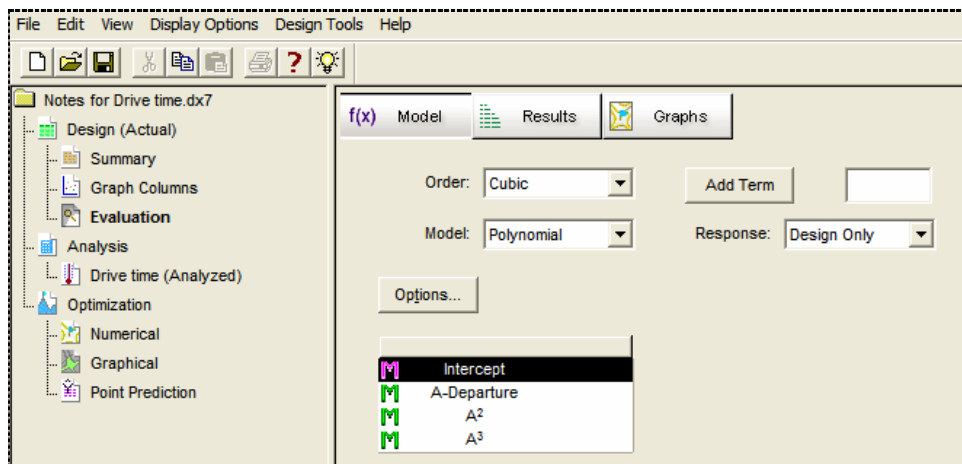 File Edit View Display Options Design Tools Help
Notes for Drive time.dx7
Design (Actual)
Summary
Graph Columns
Evaluation
Analysis
Drive time (Analyzed)
Optimization
Numerical
Graphical
Point Prediction
f(x) Model Results Graphs
Order: Cubic Add Term
Model: Polynomial Response: Design Only
Options...
M Intercept
M A-Departure
M A²
M A³